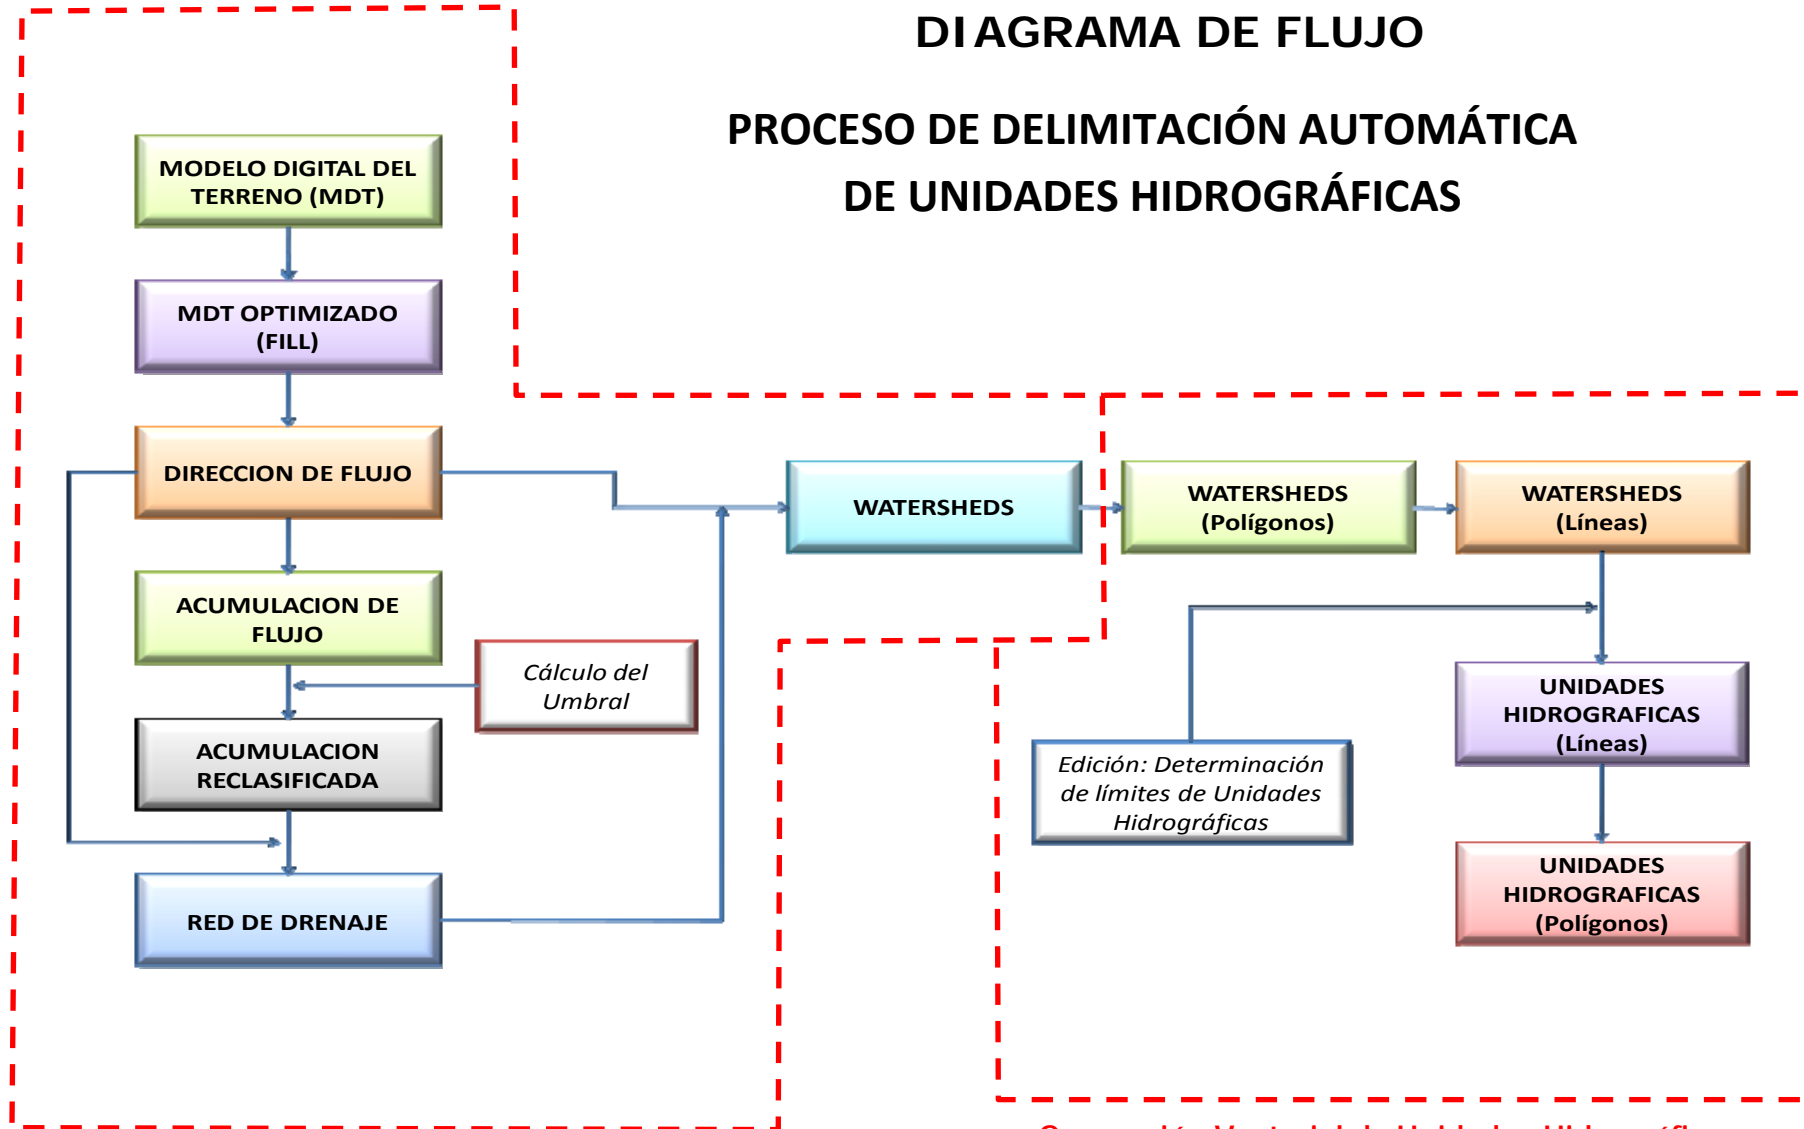 DIAGRAMA DE FLUJO
PROCESO DE DELIMITACIÓN AUTOMÁTICA
DE UNIDADES HIDROGRÁFICAS
MODELO DIGITAL DEL
TERRENO (MDT)
MDT OPTIMIZADO
(FILL)
DIRECCION DE FLUJO
ACUMULACION DE
FLUJO
Cálculo del
Umbral
ACUMULACION
RECLASIFICADA
RED DE DRENAJE
WATERSHEDS
WATERSHEDS
(Polígonos)
WATERSHEDS
(Líneas)
Edición: Determinación
de límites de Unidades
Hidrográficas
UNIDADES
HIDROGRAFICAS
(Líneas)
UNIDADES
HIDROGRAFICAS
(Polígonos)